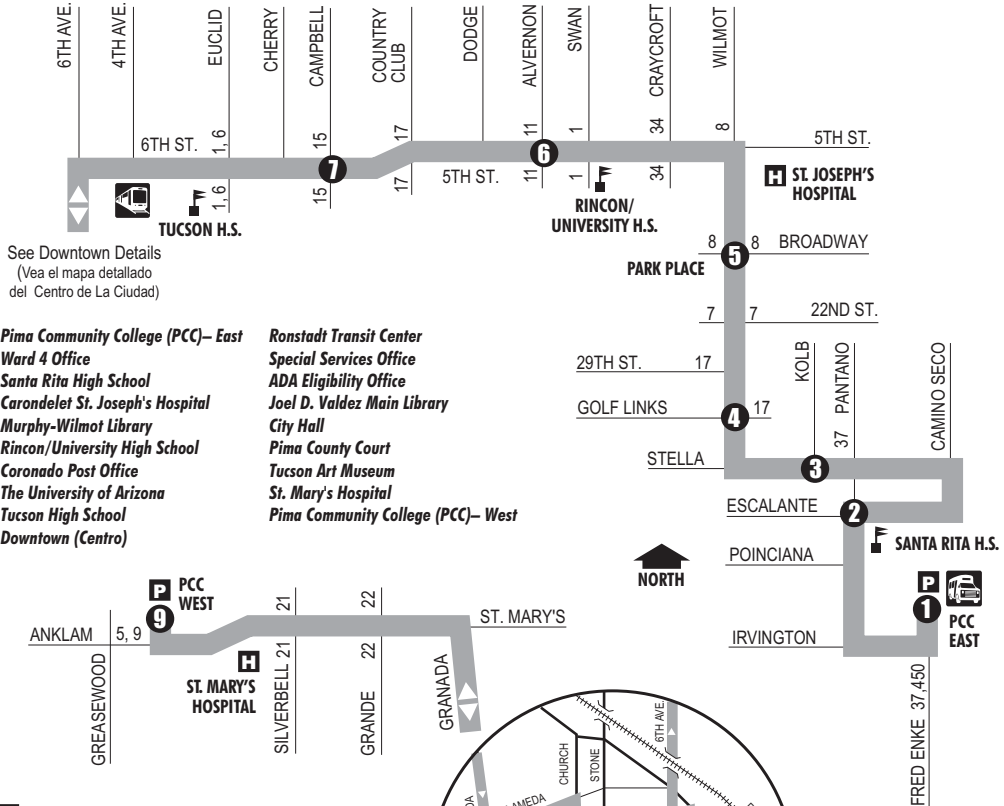 6TH AVE.
4TH AVE.
EUCLID
CHERRY
CAMPBELL
COUNTRY
CLUB
DODGE
ALVERNON
SWAN
CRAYCROFT
WILMOT
6TH ST.
1, 6
15
17
11
1
34
8
5TH ST.
7
6
1, 6
15
17
5TH ST.
11
1
34
H ST. JOSEPH'S
HOSPITAL
TUCSON H.S.
RINCON/
UNIVERSITY H.S.
See Downtown Details
(Vea el mapa detallado
del Centro de La Ciudad)
8 5 8 BROADWAY
PARK PLACE
7 7 22ND ST.
29TH ST. 17
GOLF LINKS 4 17
KOLB
37 PANTANO
CAMINO SECO
STELLA 3
ESCALANTE 2
SANTA RITA H.S.
POINCIANA
NORTH
P
1
PCC
EAST
IRVINGTON
FRED ENKE 37,450
Pima Community College (PCC)– East
Ward 4 Office
Santa Rita High School
Carondelet St. Joseph's Hospital
Murphy-Wilmot Library
Rincon/University High School
Coronado Post Office
The University of Arizona
Tucson High School
Downtown (Centro)
Ronstadt Transit Center
Special Services Office
ADA Eligibility Office
Joel D. Valdez Main Library
City Hall
Pima County Court
Tucson Art Museum
St. Mary's Hospital
Pima Community College (PCC)– West
P PCC
WEST
9
21
22
ST. MARY'S
ANKLAM 5, 9
GREASEWOOD
H
ST. MARY'S
HOSPITAL
SILVERBELL 21
GRANDE 22
GRANADA
CHURCH
STONE
6TH AVE.